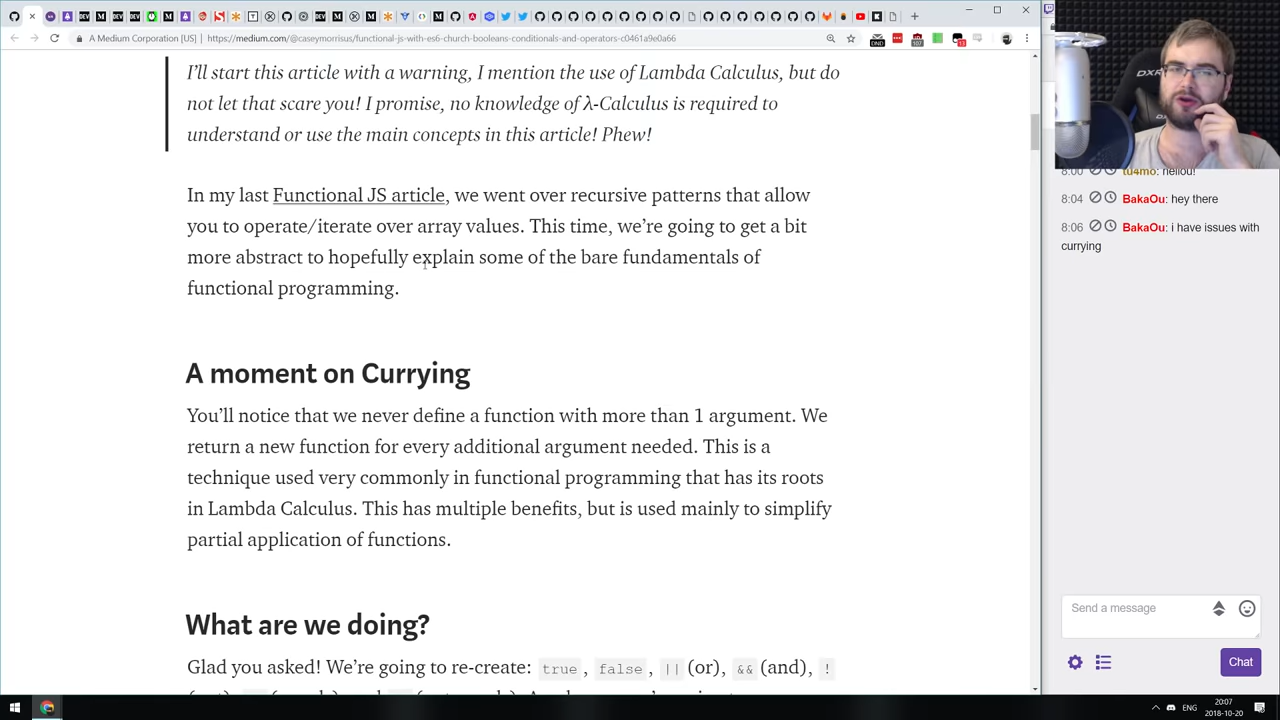 A Medium Corporation [US] | https://medium.com/@caseymorrisus/functional-js-with-es6-church-booleans-conditionals-and-operators-c0461a9e0a66
I'll start this article with a warning, I mention the use of Lambda Calculus, but do
not let that scare you! I promise, no knowledge of λ-Calculus is required to
understand or use the main concepts in this article! Phew!
In my last Functional JS article, we went over recursive patterns that allow
you to operate/iterate over array values. This time, we're going to get a bit
more abstract to hopefully explain some of the bare fundamentals of
functional programming.
A moment on Currying
You'll notice that we never define a function with more than 1 argument. We
return a new function for every additional argument needed. This is a
technique used very commonly in functional programming that has its roots
in Lambda Calculus. This has multiple benefits, but is used mainly to simplify
partial application of functions.
What are we doing?
Glad you asked! We're going to re-create: true, false, || (or), && (and), !
DXR
8:00 tu4mo: hellou!
8:04 BakaOu: hey there
8:06 BakaOu: i have issues with
currying
Send a message
Chat
ENG
20:07
2018-10-20